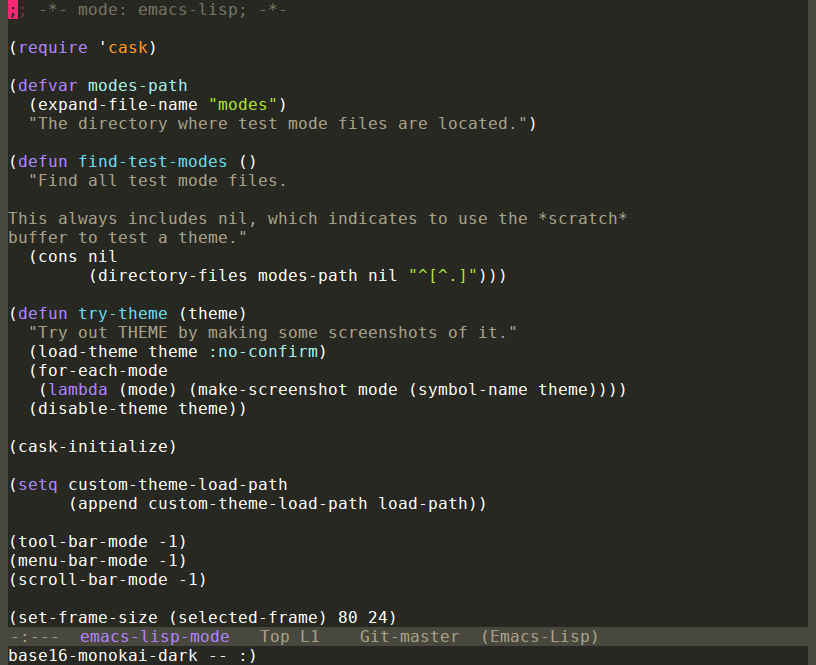 ;; -*- mode: emacs-lisp; -*-

(require 'cask)

(defvar modes-path
  (expand-file-name "modes")
  "The directory where test mode files are located.")

(defun find-test-modes ()
  "Find all test mode files.

This always includes nil, which indicates to use the *scratch*
buffer to test a theme."
  (cons nil
        (directory-files modes-path nil "^[^.]")))

(defun try-theme (theme)
  "Try out THEME by making some screenshots of it."
  (load-theme theme :no-confirm)
  (for-each-mode
   (lambda (mode) (make-screenshot mode (symbol-name theme))))
  (disable-theme theme))

(cask-initialize)

(setq custom-theme-load-path
      (append custom-theme-load-path load-path))

(tool-bar-mode -1)
(menu-bar-mode -1)
(scroll-bar-mode -1)

(set-frame-size (selected-frame) 80 24)
-:---  emacs-lisp-mode   Top L1    Git-master  (Emacs-Lisp)
base16-monokai-dark -- :)